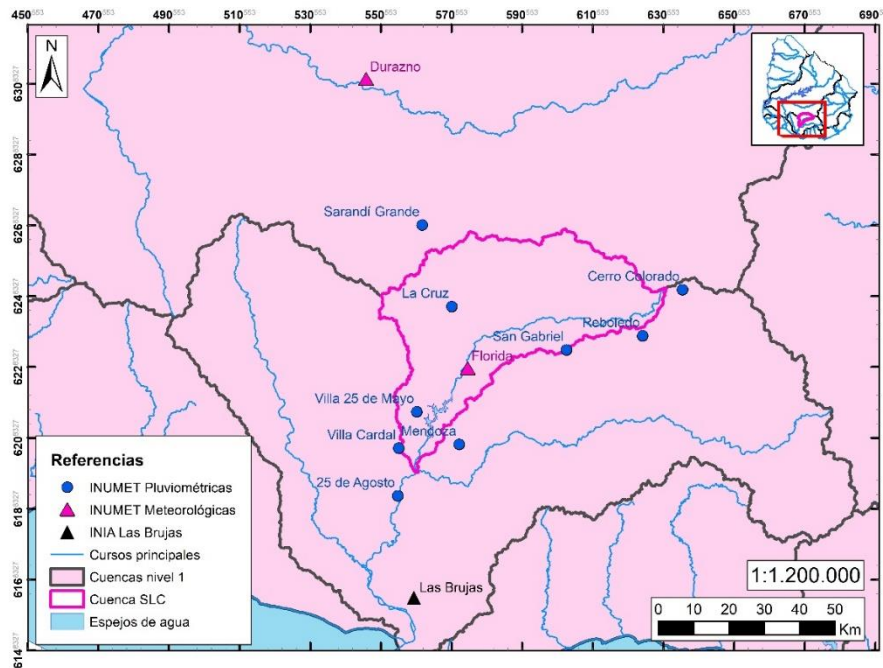 450 470 490 510 530 550 570 590 610 630 650 670 690
N
Durazno
630
628
Sarandí Grande
626
Cerro Colorado
624
La Cruz
San Gabriel
Reboledo
622
Florida
Villa 25 de Mayo
620
Villa Cardal
Mendoza
25 de Agosto
618
616
614
Las Brujas
Referencias
INUMET Pluviométricas
INUMET Meteorológicas
INIA Las Brujas
Cursos principales
Cuencas nivel 1
Cuenca SLC
Espejos de agua
1:1.200.000
0 10 20 30 40 50
Km